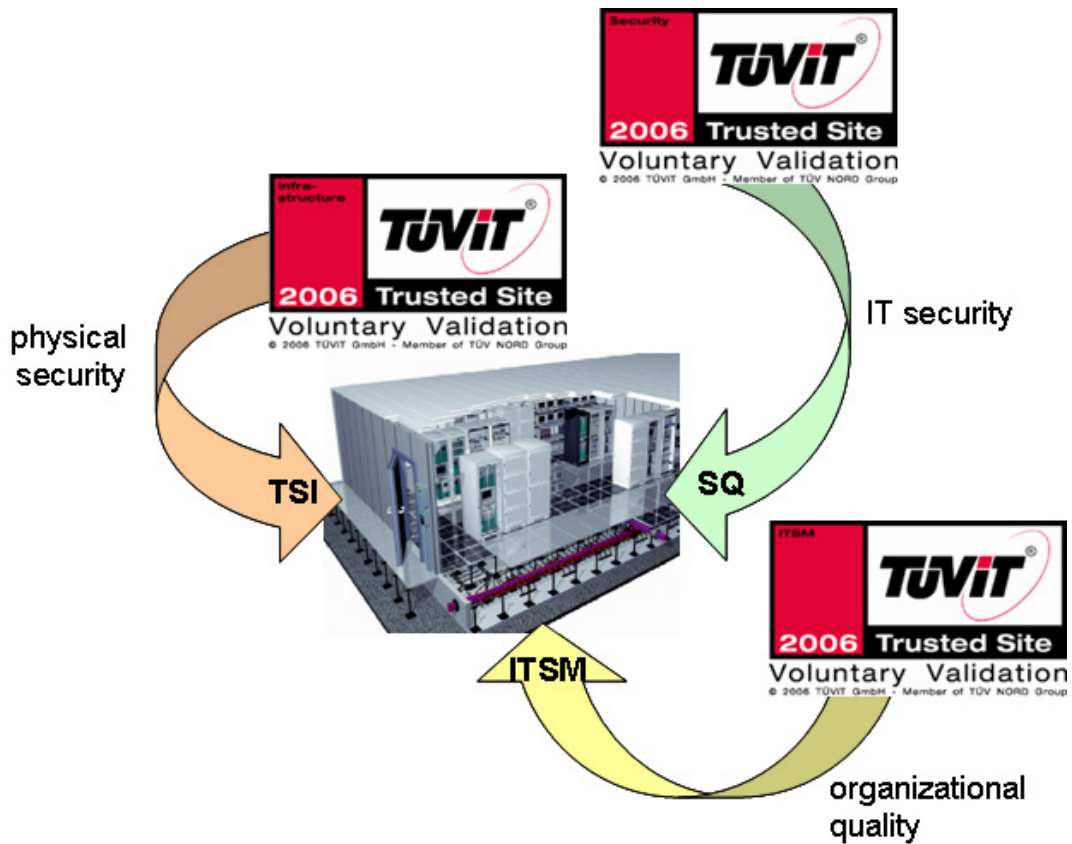 Security
TÜViT®
2006 Trusted Site
Voluntary Validation
© 2006 TÜViT GmbH - Member of TÜV NORD Group
Infra-
structure
TÜViT®
2006 Trusted Site
Voluntary Validation
© 2006 TÜViT GmbH - Member of TÜV NORD Group
IT security
physical
security
TSI
SQ
ITSM
TÜViT®
2006 Trusted Site
Voluntary Validation
© 2006 TÜViT GmbH - Member of TÜV NORD Group
ITSM
organizational
quality